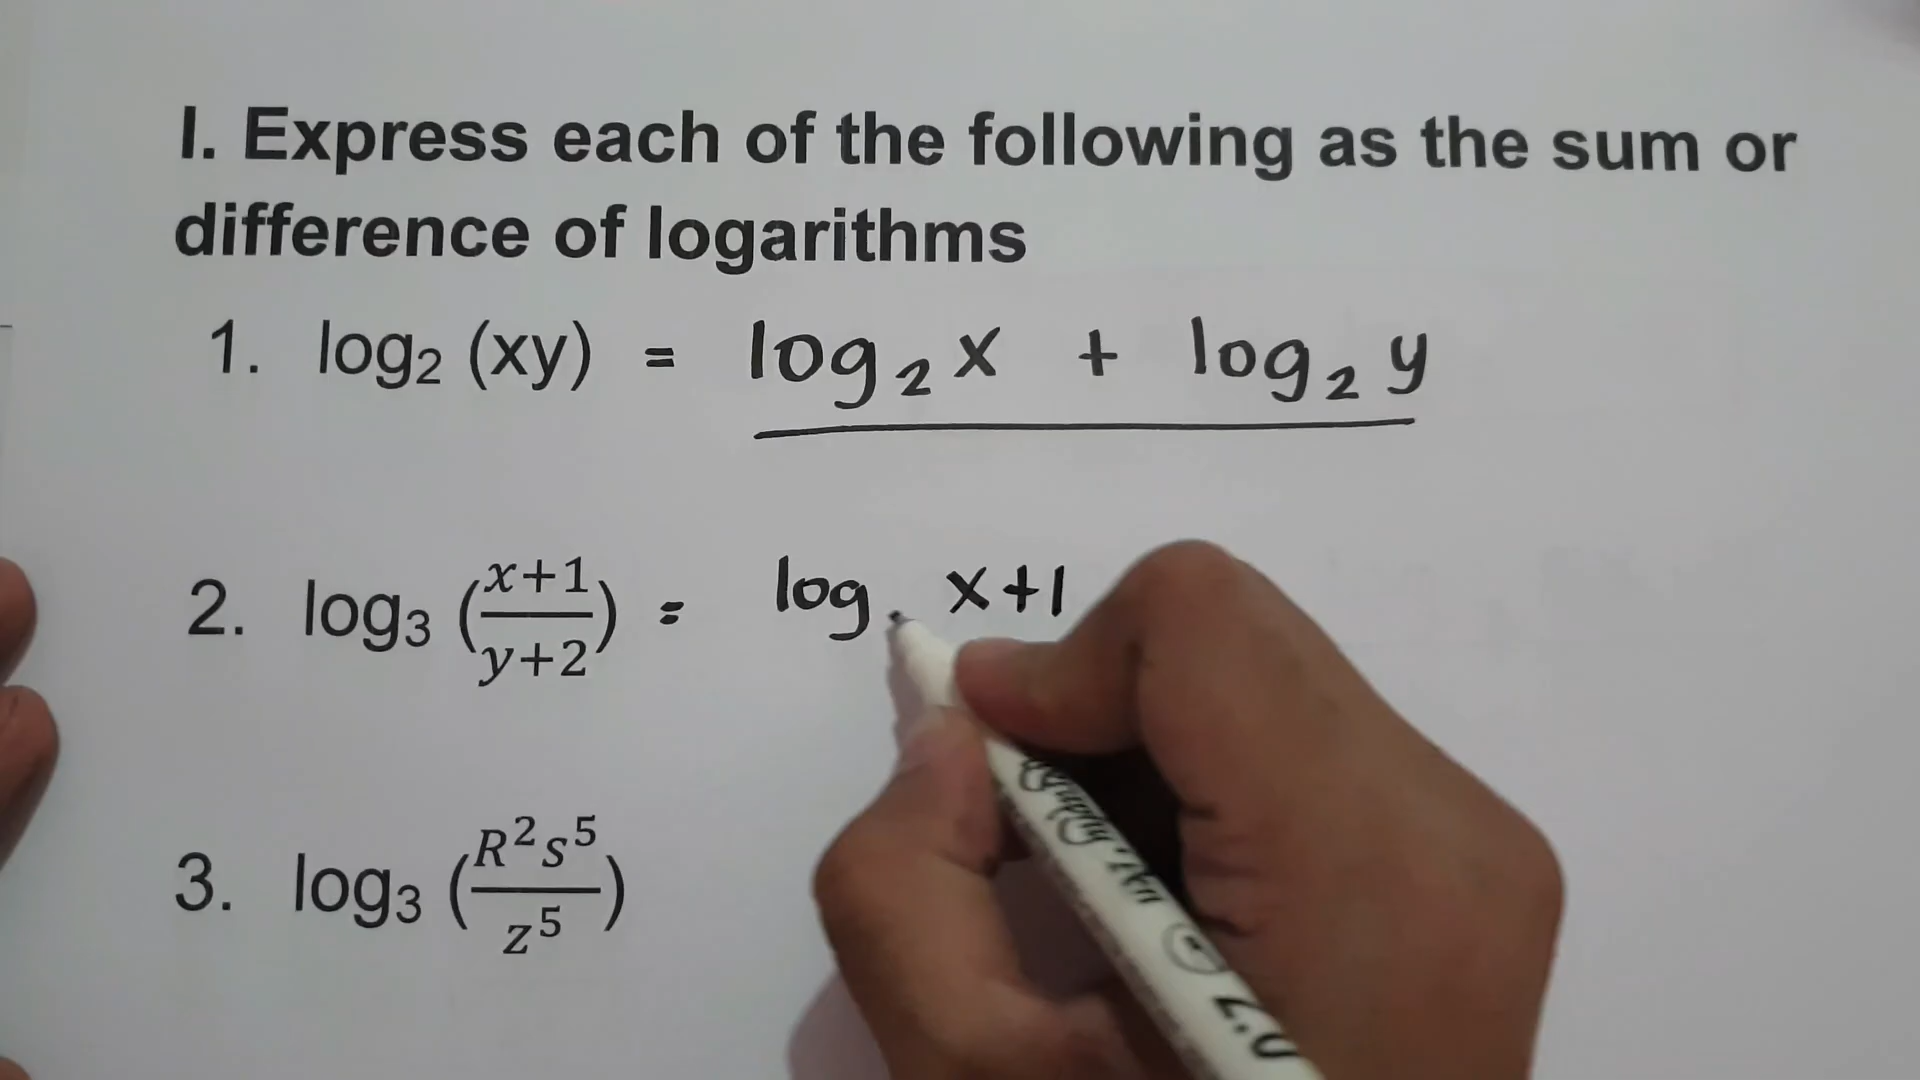 I. Express each of the following as the sum or
difference of logarithms
1. log₂ (xy) = log₂ x + log₂ y
2. log₃ (x+1/y+2) = log x+1
3. log₃ (R²s⁵/z⁵)